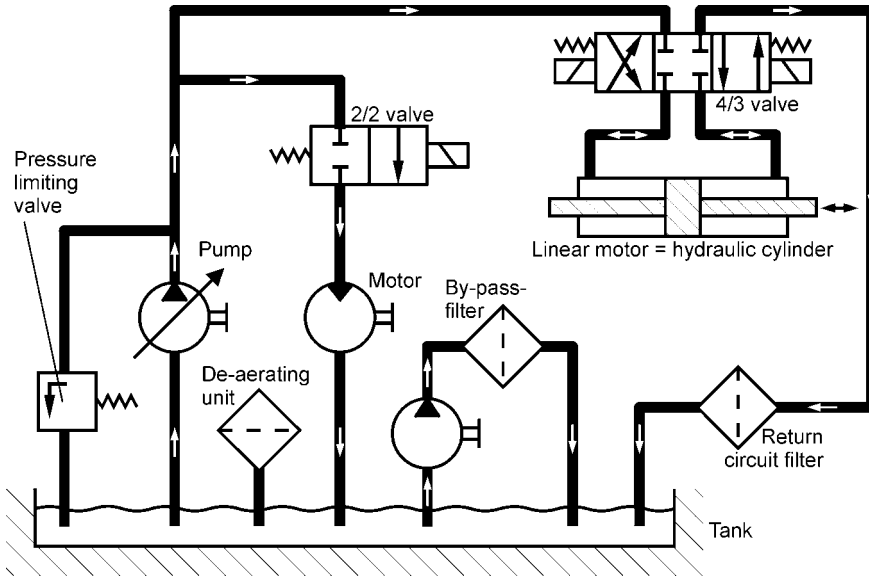 2/2 valve
4/3 valve
Pressure
limiting
valve
Pump
Linear motor = hydraulic cylinder
Motor
By-pass-
filter
De-aerating
unit
Return
circuit filter
Tank